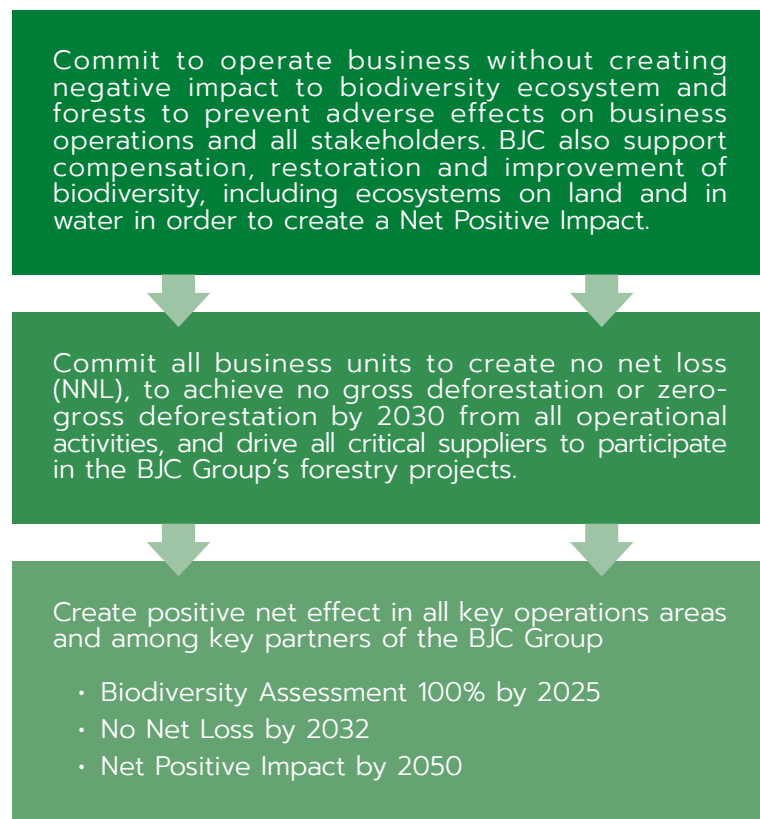 Commit to operate business without creating
negative impact to biodiversity ecosystem and
forests to prevent adverse effects on business
operations and all stakeholders. BJC also support
compensation, restoration and improvement of
biodiversity, including ecosystems on land and in
water in order to create a Net Positive Impact.
Commit all business units to create no net loss
(NNL), to achieve no gross deforestation or zero-
gross deforestation by 2030 from all operational
activities, and drive all critical suppliers to participate
in the BJC Group's forestry projects.
Create positive net effect in all key operations areas
and among key partners of the BJC Group
• Biodiversity Assessment 100% by 2025
• No Net Loss by 2032
• Net Positive Impact by 2050